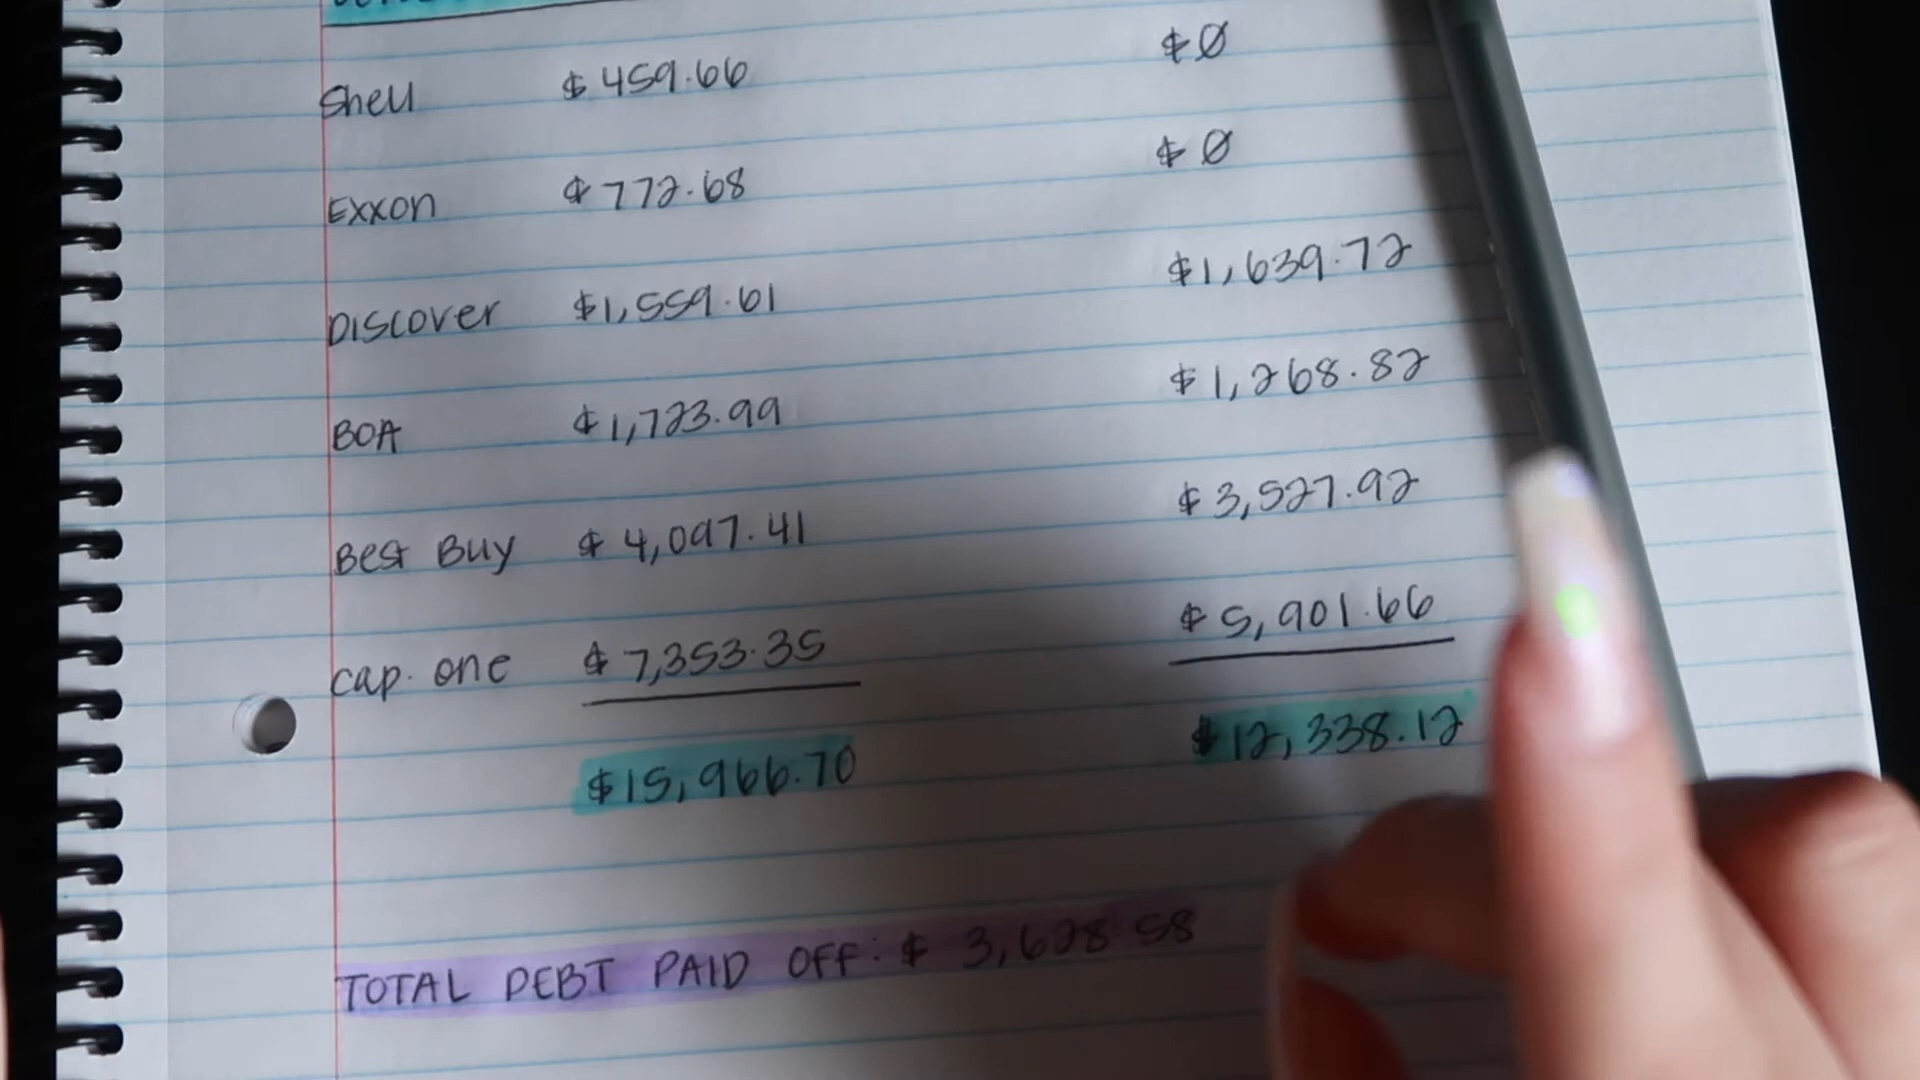 Shell $459.66 $0
Exxon $772.68 $0
Discover $1,559.61 $1,639.72
BOA $1,723.99 $1,268.82
Best Buy $4,097.41 $3,527.92
cap. one $7,353.35 $5,901.66
$15,966.70 $12,338.12
TOTAL DEBT PAID OFF: $3,628.58